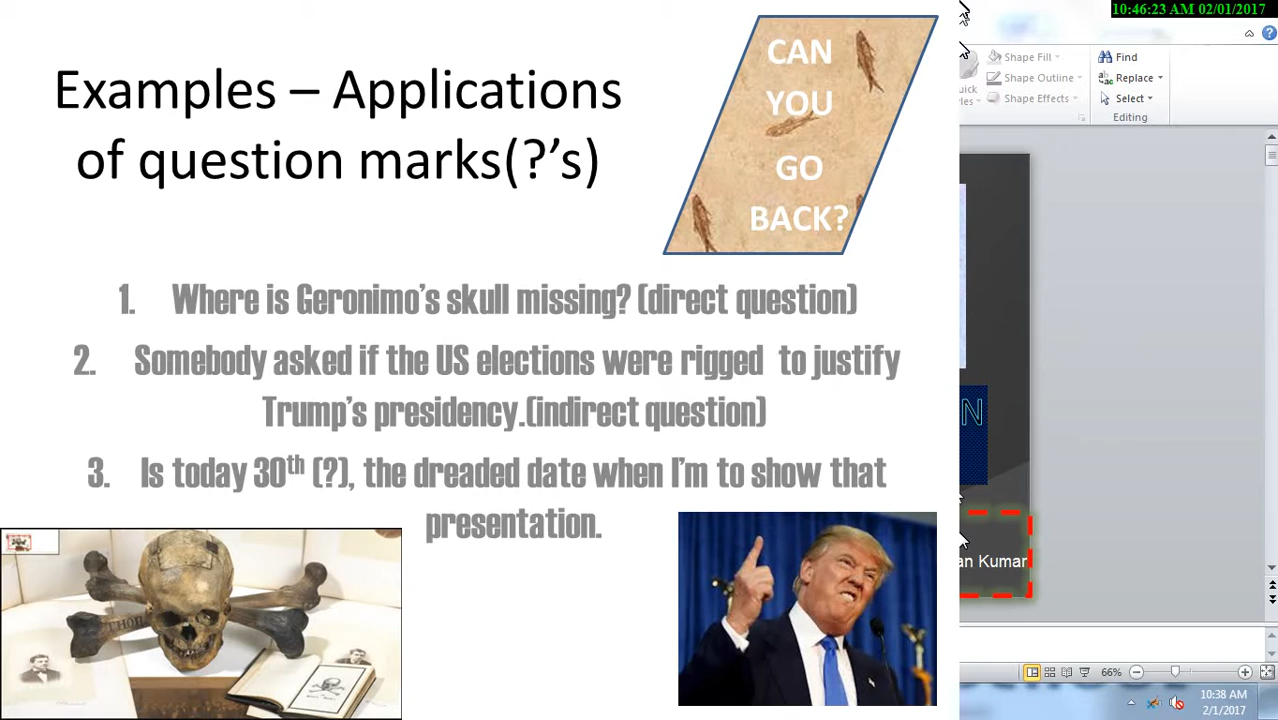 10:46:23 AM 02/01/2017
Examples – Applications
of question marks(?'s)
CAN
YOU
GO
BACK?
1. Where is Geronimo's skull missing? (direct question)
2. Somebody asked if the US elections were rigged to justify
Trump's presidency.(indirect question)
3. Is today 30th (?), the dreaded date when I'm to show that
presentation.
Shape Fill
Shape Outline
Shape Effects
Find
Replace
Select
Editing
N
an Kumar
66%
10:38 AM
2/1/2017